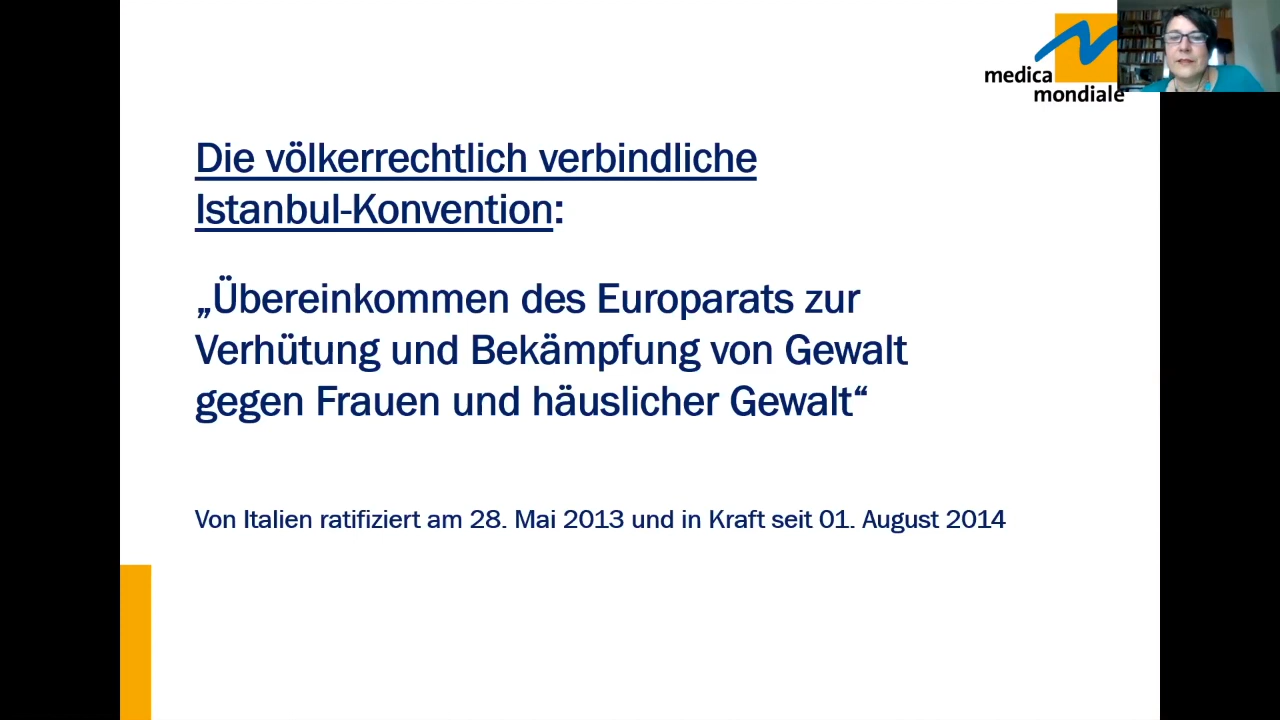 medica
mondiale
Die völkerrechtlich verbindliche
Istanbul-Konvention:
„Übereinkommen des Europarats zur
Verhütung und Bekämpfung von Gewalt
gegen Frauen und häuslicher Gewalt“
Von Italien ratifiziert am 28. Mai 2013 und in Kraft seit 01. August 2014